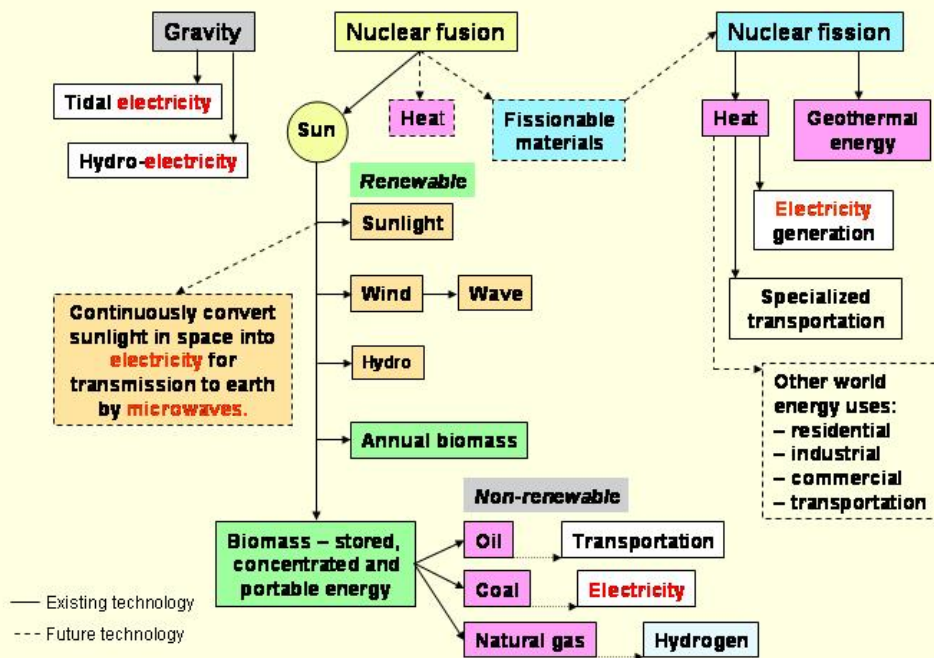 Gravity
Nuclear fusion
Nuclear fission
Tidal electricity
Hydro-electricity
Sun
Heat
Fissionable
materials
Heat
Geothermal
energy
Renewable
Sunlight
Electricity
generation
Wind
Wave
Specialized
transportation
Continuously convert
sunlight in space into
electricity for
transmission to earth
by microwaves.
Hydro
Other world
energy uses:
– residential
– industrial
– commercial
– transportation
Annual biomass
Non-renewable
Biomass – stored,
concentrated and
portable energy
Oil
Transportation
Coal
Electricity
Natural gas
Hydrogen
Existing technology
Future technology